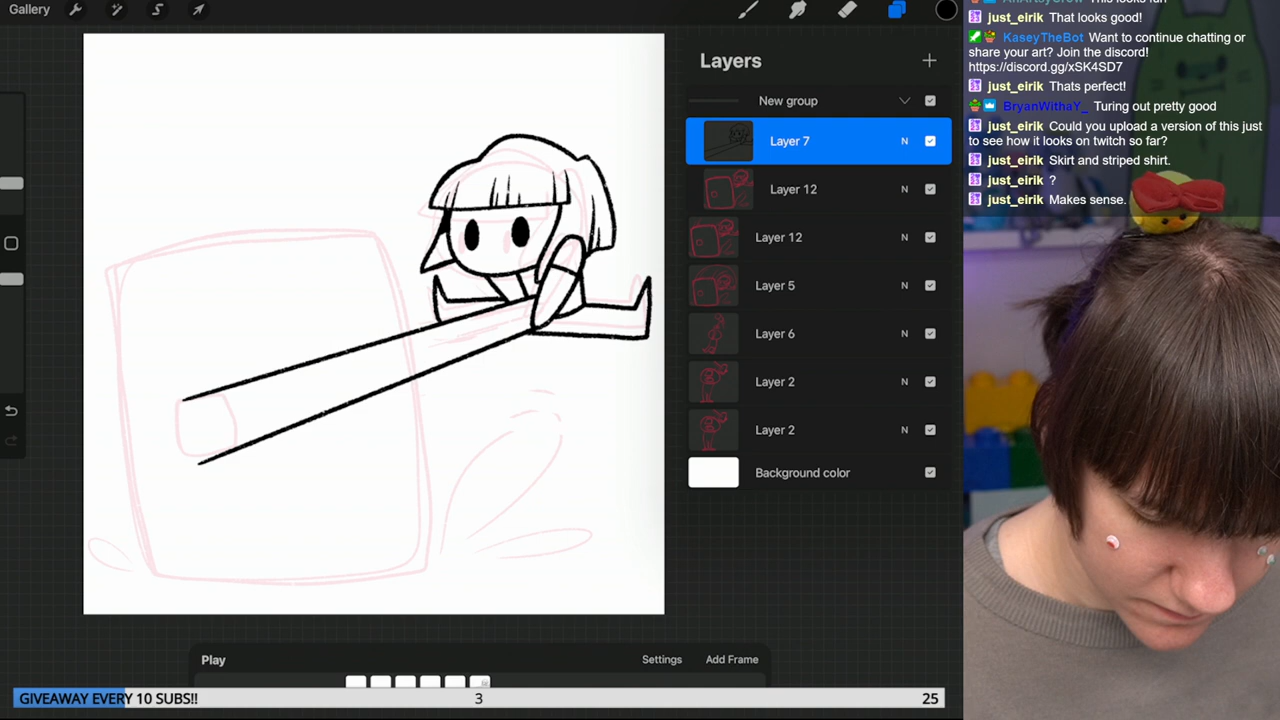 Gallery
Layers
New group
Layer 7 N
Layer 12 N
Layer 12 N
Layer 5 N
Layer 6 N
Layer 2 N
Layer 2 N
Background color
Play
Settings
Add Frame
GIVEAWAY EVERY 10 SUBS!!
3
25
just_eirik That looks good!
KaseyTheBot Want to continue chatting or
share your art? Join the discord!
https://discord.gg/xSK4SD7
just_eirik Thats perfect!
BryanWithaY_ Turing out pretty good
just_eirik Could you upload a version of this just
to see how it looks on twitch so far?
just_eirik Skirt and striped shirt.
just_eirik ?
just_eirik Makes sense.